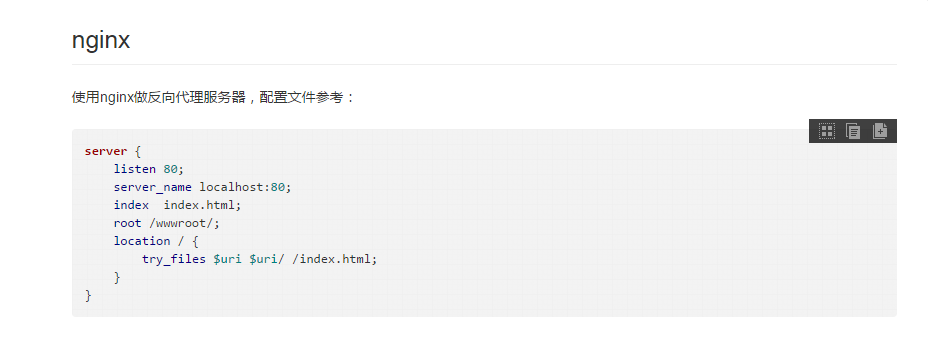 nginx
使用nginx做反向代理服务器，配置文件参考：
server {
    listen 80;
    server_name localhost:80;
    index  index.html;
    root /wwwroot/;
    location / {
        try_files $uri $uri/ /index.html;
    }
}